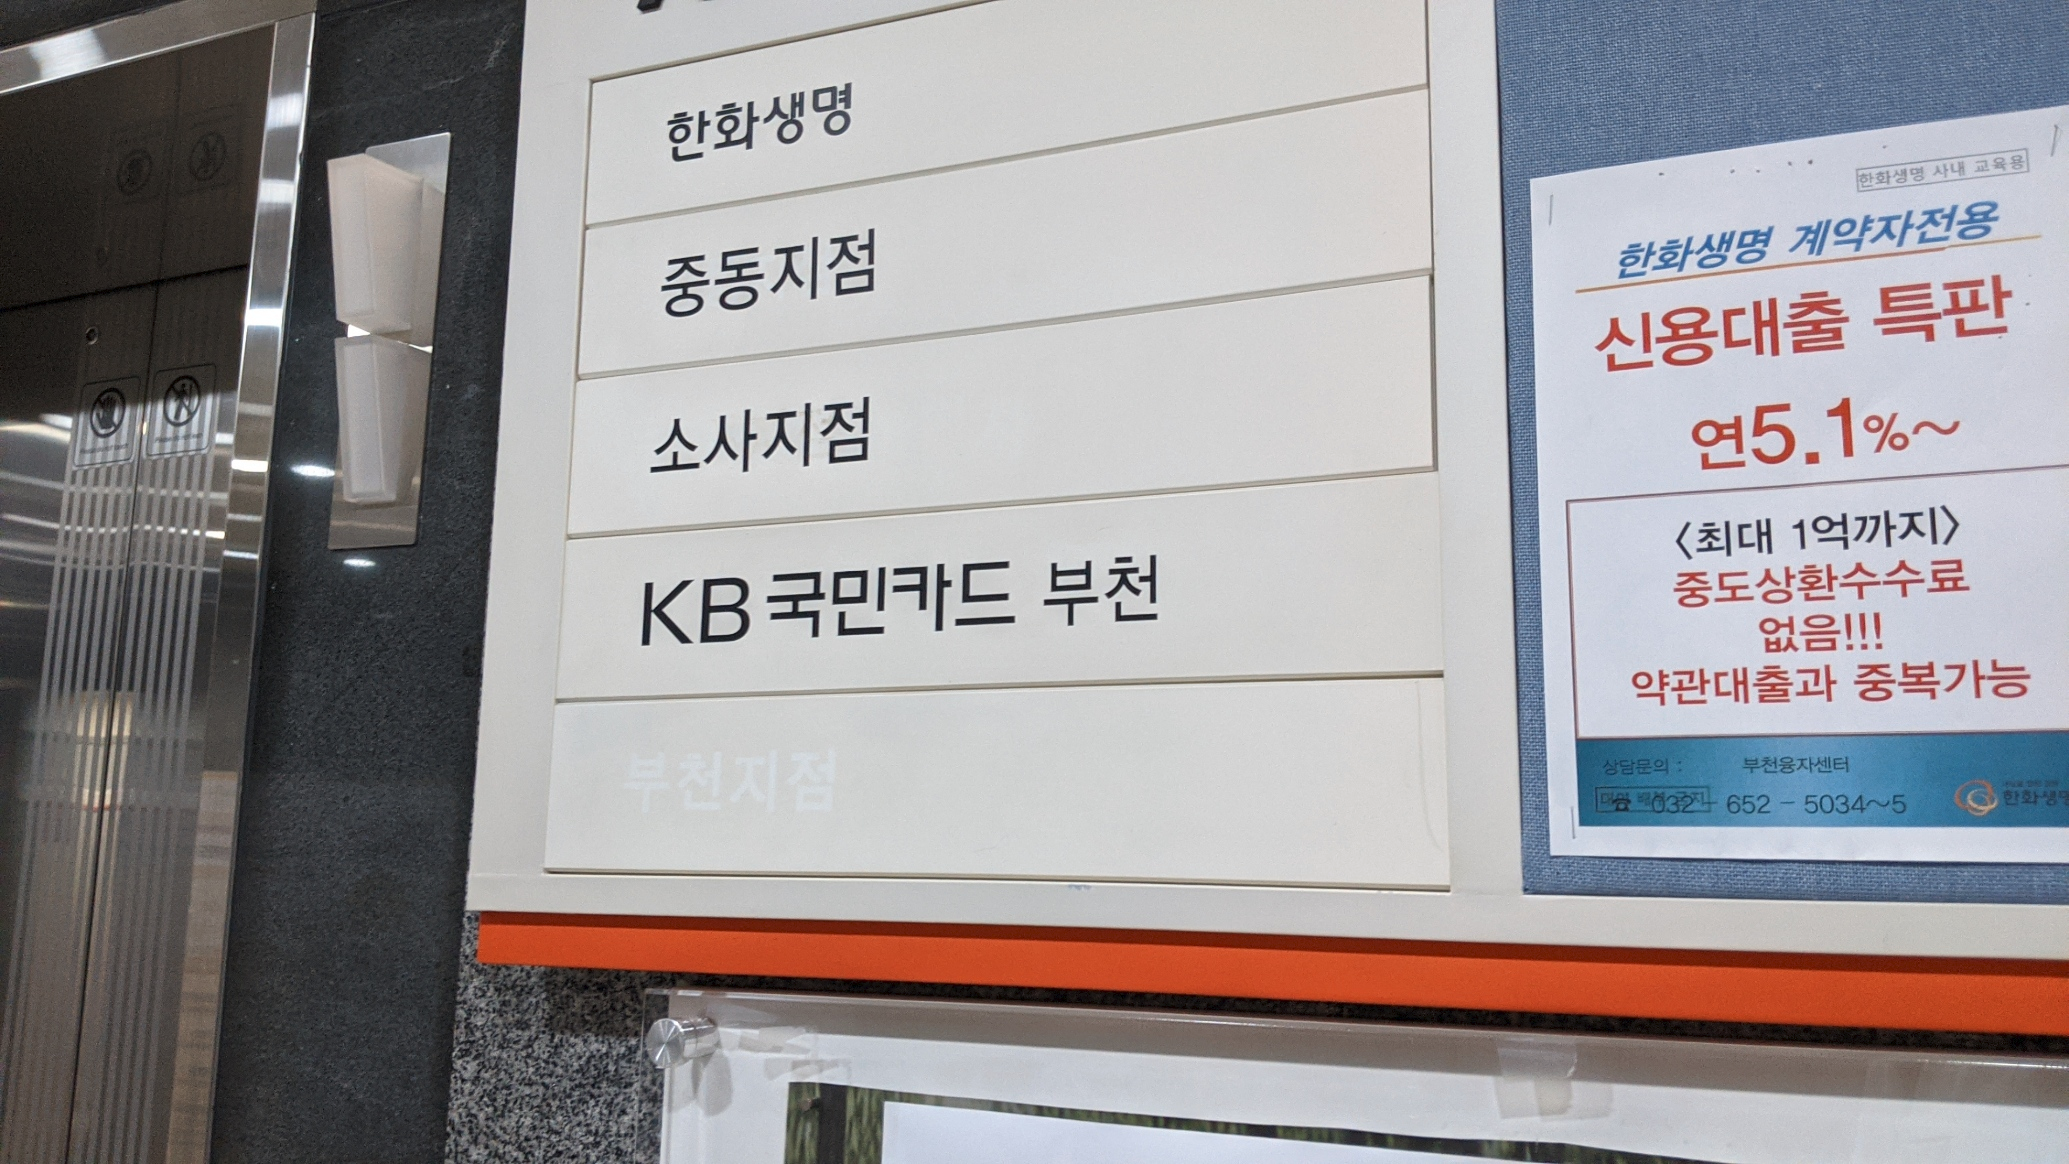 한화생명
중동지점
소사지점
KB국민카드 부천
부천지점
한화생명 사내 교육용
한화생명 계약자전용
신용대출 특판
연5.1%~
<최대 1억까지>
중도상환수수료
없음!!!
약관대출과 중복가능
상담문의 : 부천융자센터
☎ 032 - 652 - 5034~5
한화생명